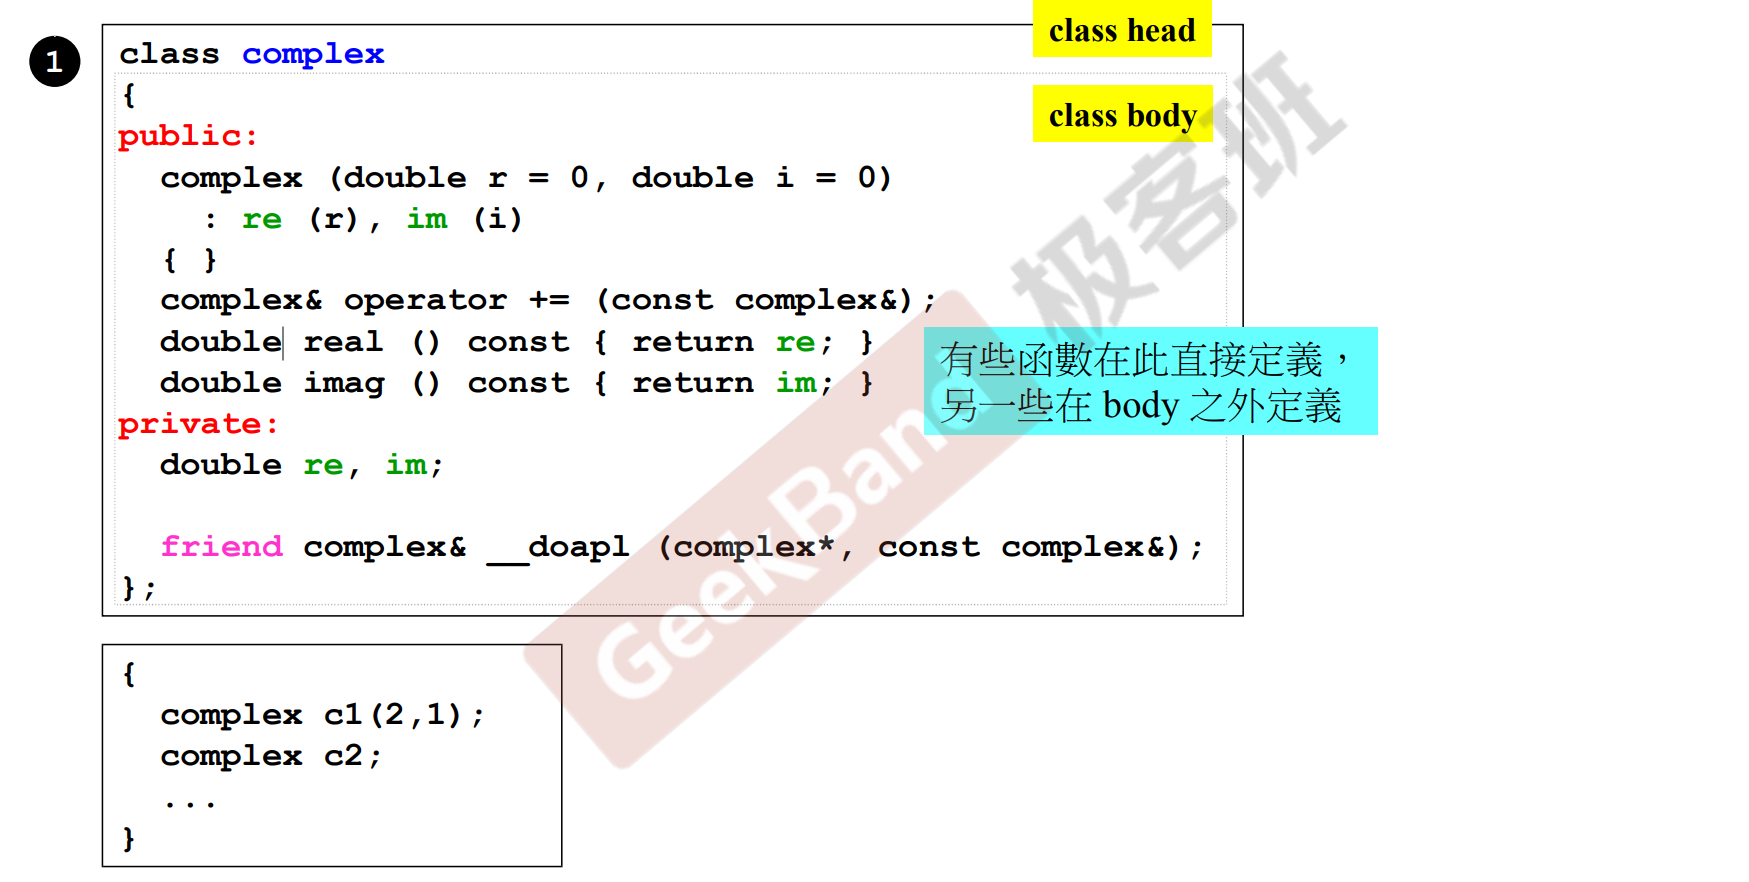 1
class head
class complex
{
class body
public:
complex (double r = 0, double i = 0)
: re (r), im (i)
{ }
complex& operator += (const complex&);
double real () const { return re; }
double imag () const { return im; }
有些函數在此直接定義，
另一些在 body 之外定義
private:
double re, im;
friend complex& __doapl (complex*, const complex&);
};
{
complex c1(2,1);
complex c2;
...
}
GeekBand 极客班